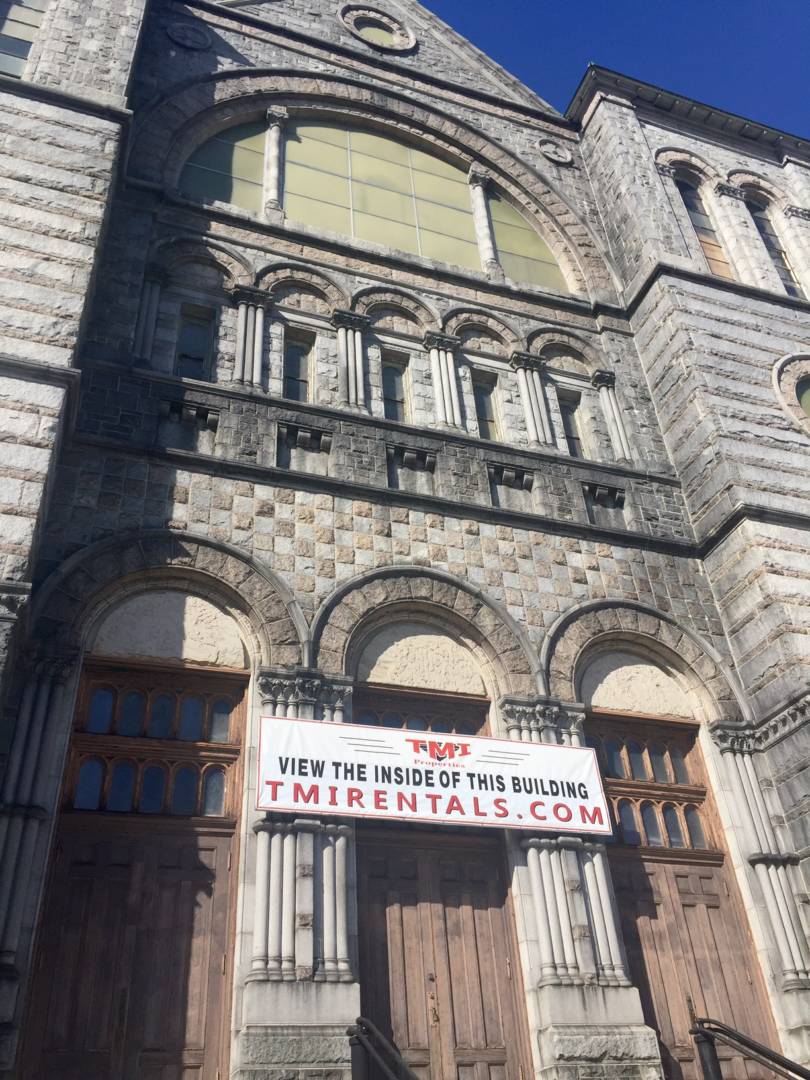 TMI
Properties
VIEW THE INSIDE OF THIS BUILDING
TMIRENTALS.COM